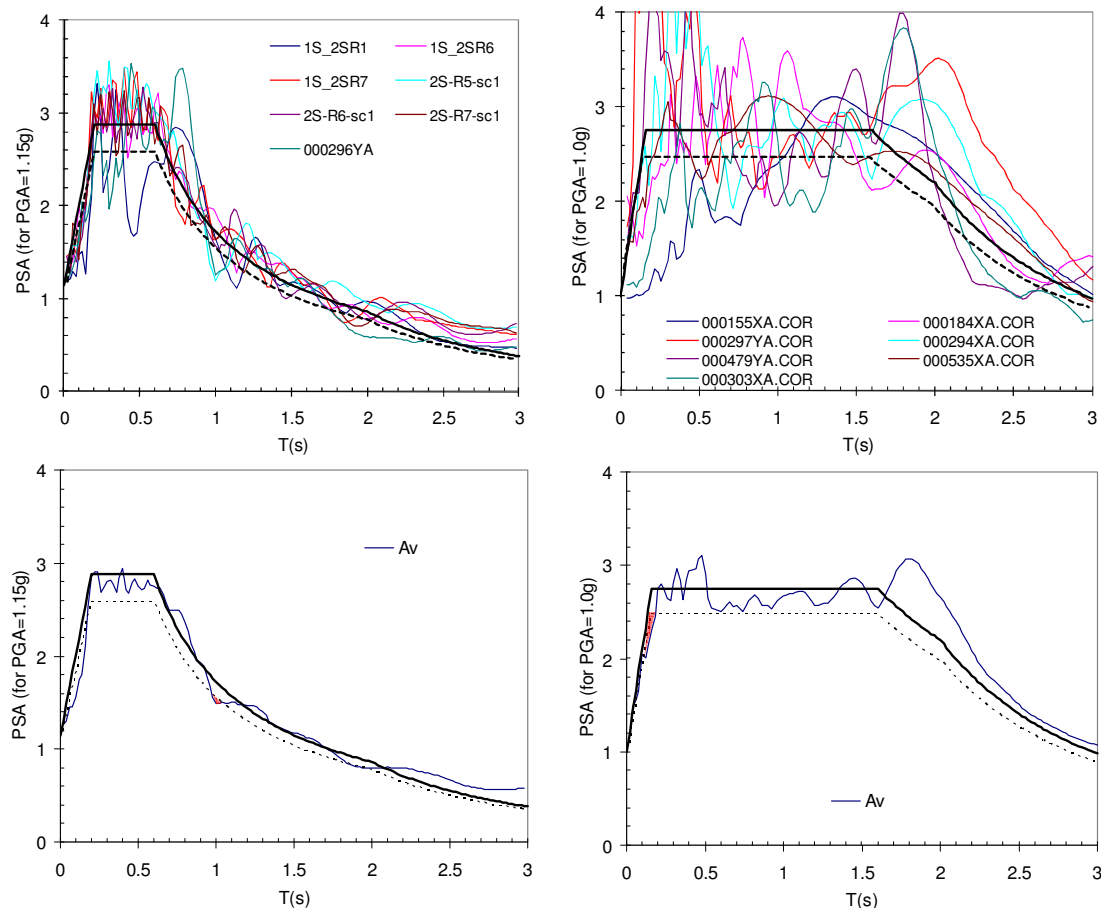 4
3
2
1
0
PSA (for PGA=1.15g)
1S_2SR1 1S_2SR6
1S_2SR7 2S-R5-sc1
2S-R6-sc1 2S-R7-sc1
000296YA
0 0.5 1 1.5 2 2.5 3
T(s)
4
3
2
1
0
PSA (for PGA=1.0g)
000155XA.COR 000184XA.COR
000297YA.COR 000294XA.COR
000479YA.COR 000535XA.COR
000303XA.COR
0 0.5 1 1.5 2 2.5 3
T(s)
4
3
2
1
0
PSA (for PGA=1.15g)
Av
0 0.5 1 1.5 2 2.5 3
T(s)
4
3
2
1
0
PSA (for PGA=1.0g)
Av
0 0.5 1 1.5 2 2.5 3
T(s)